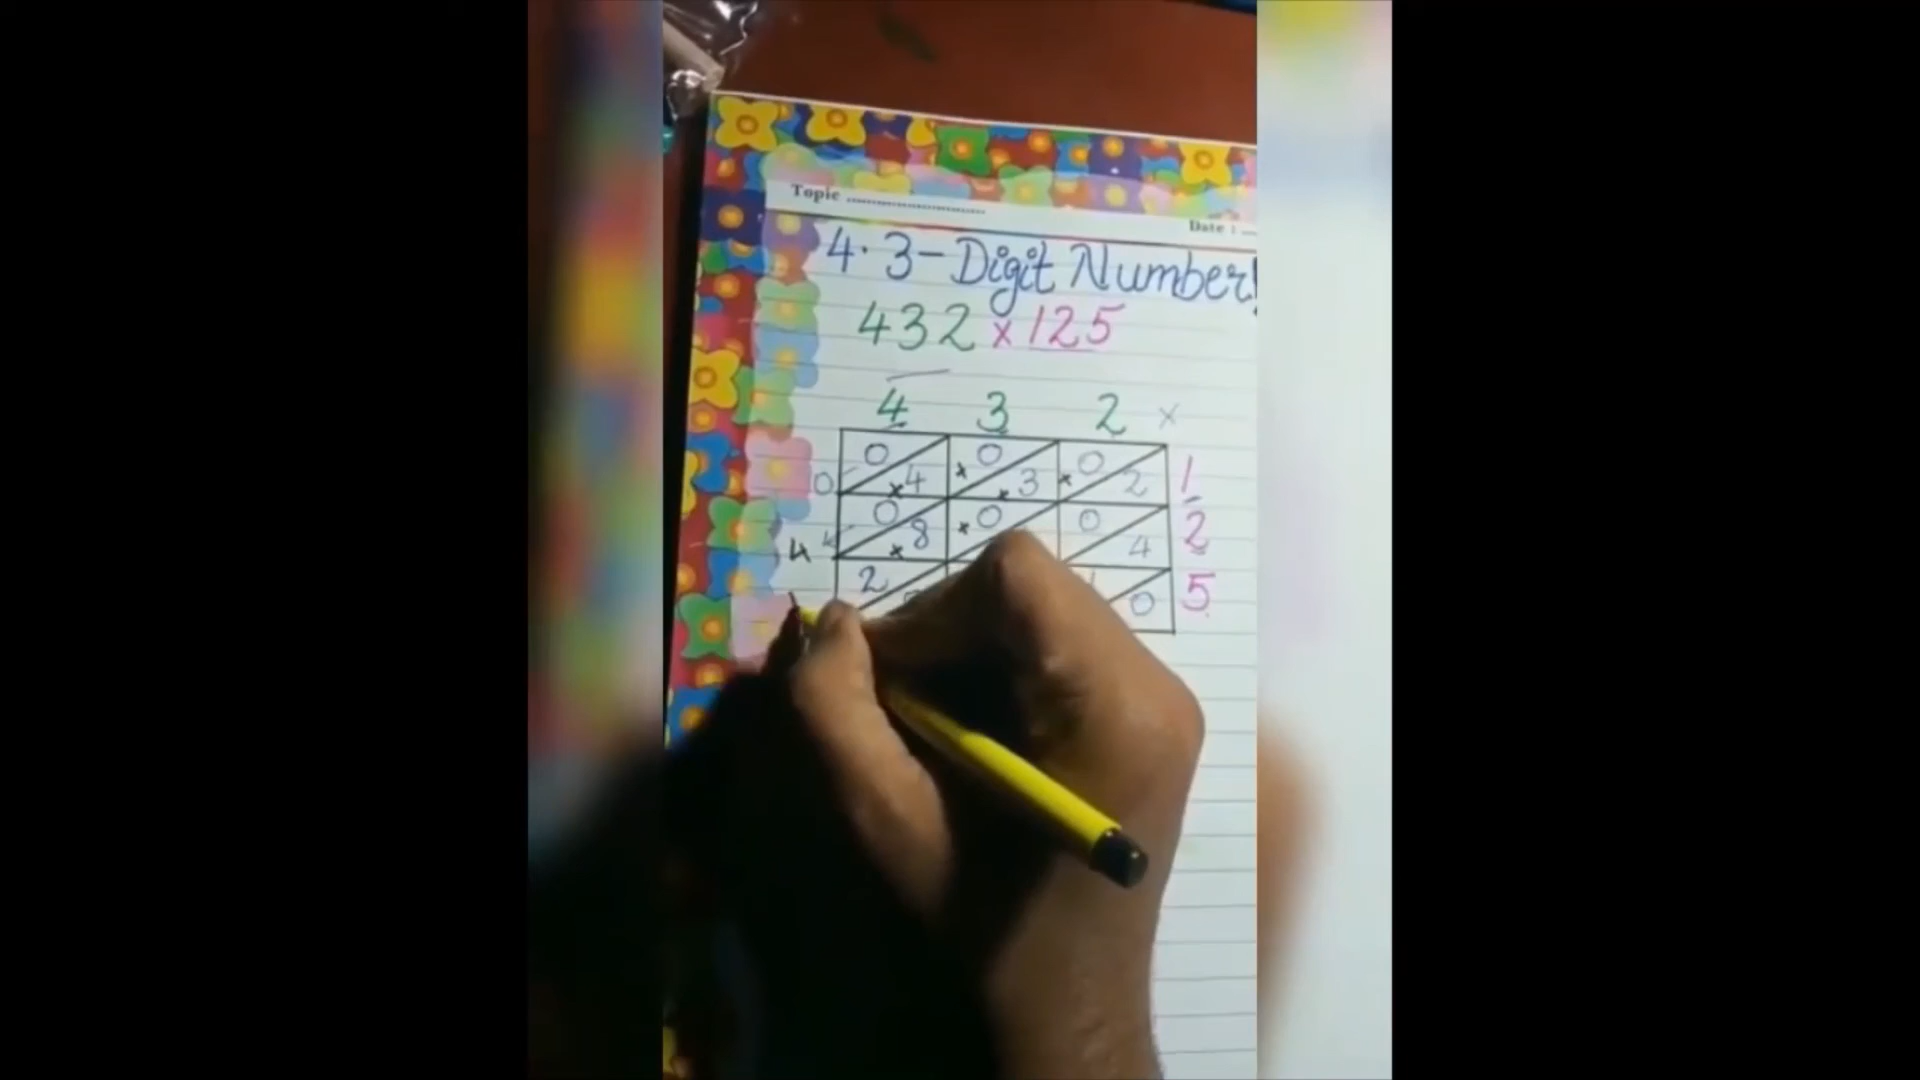 Topic ..............................
Date : ...
4. 3-Digit Number!
432 x 125
4 3 2 x
0 0 0
0 4 3 2 1
0 0 0 2
4 4 8 4
2 5
0